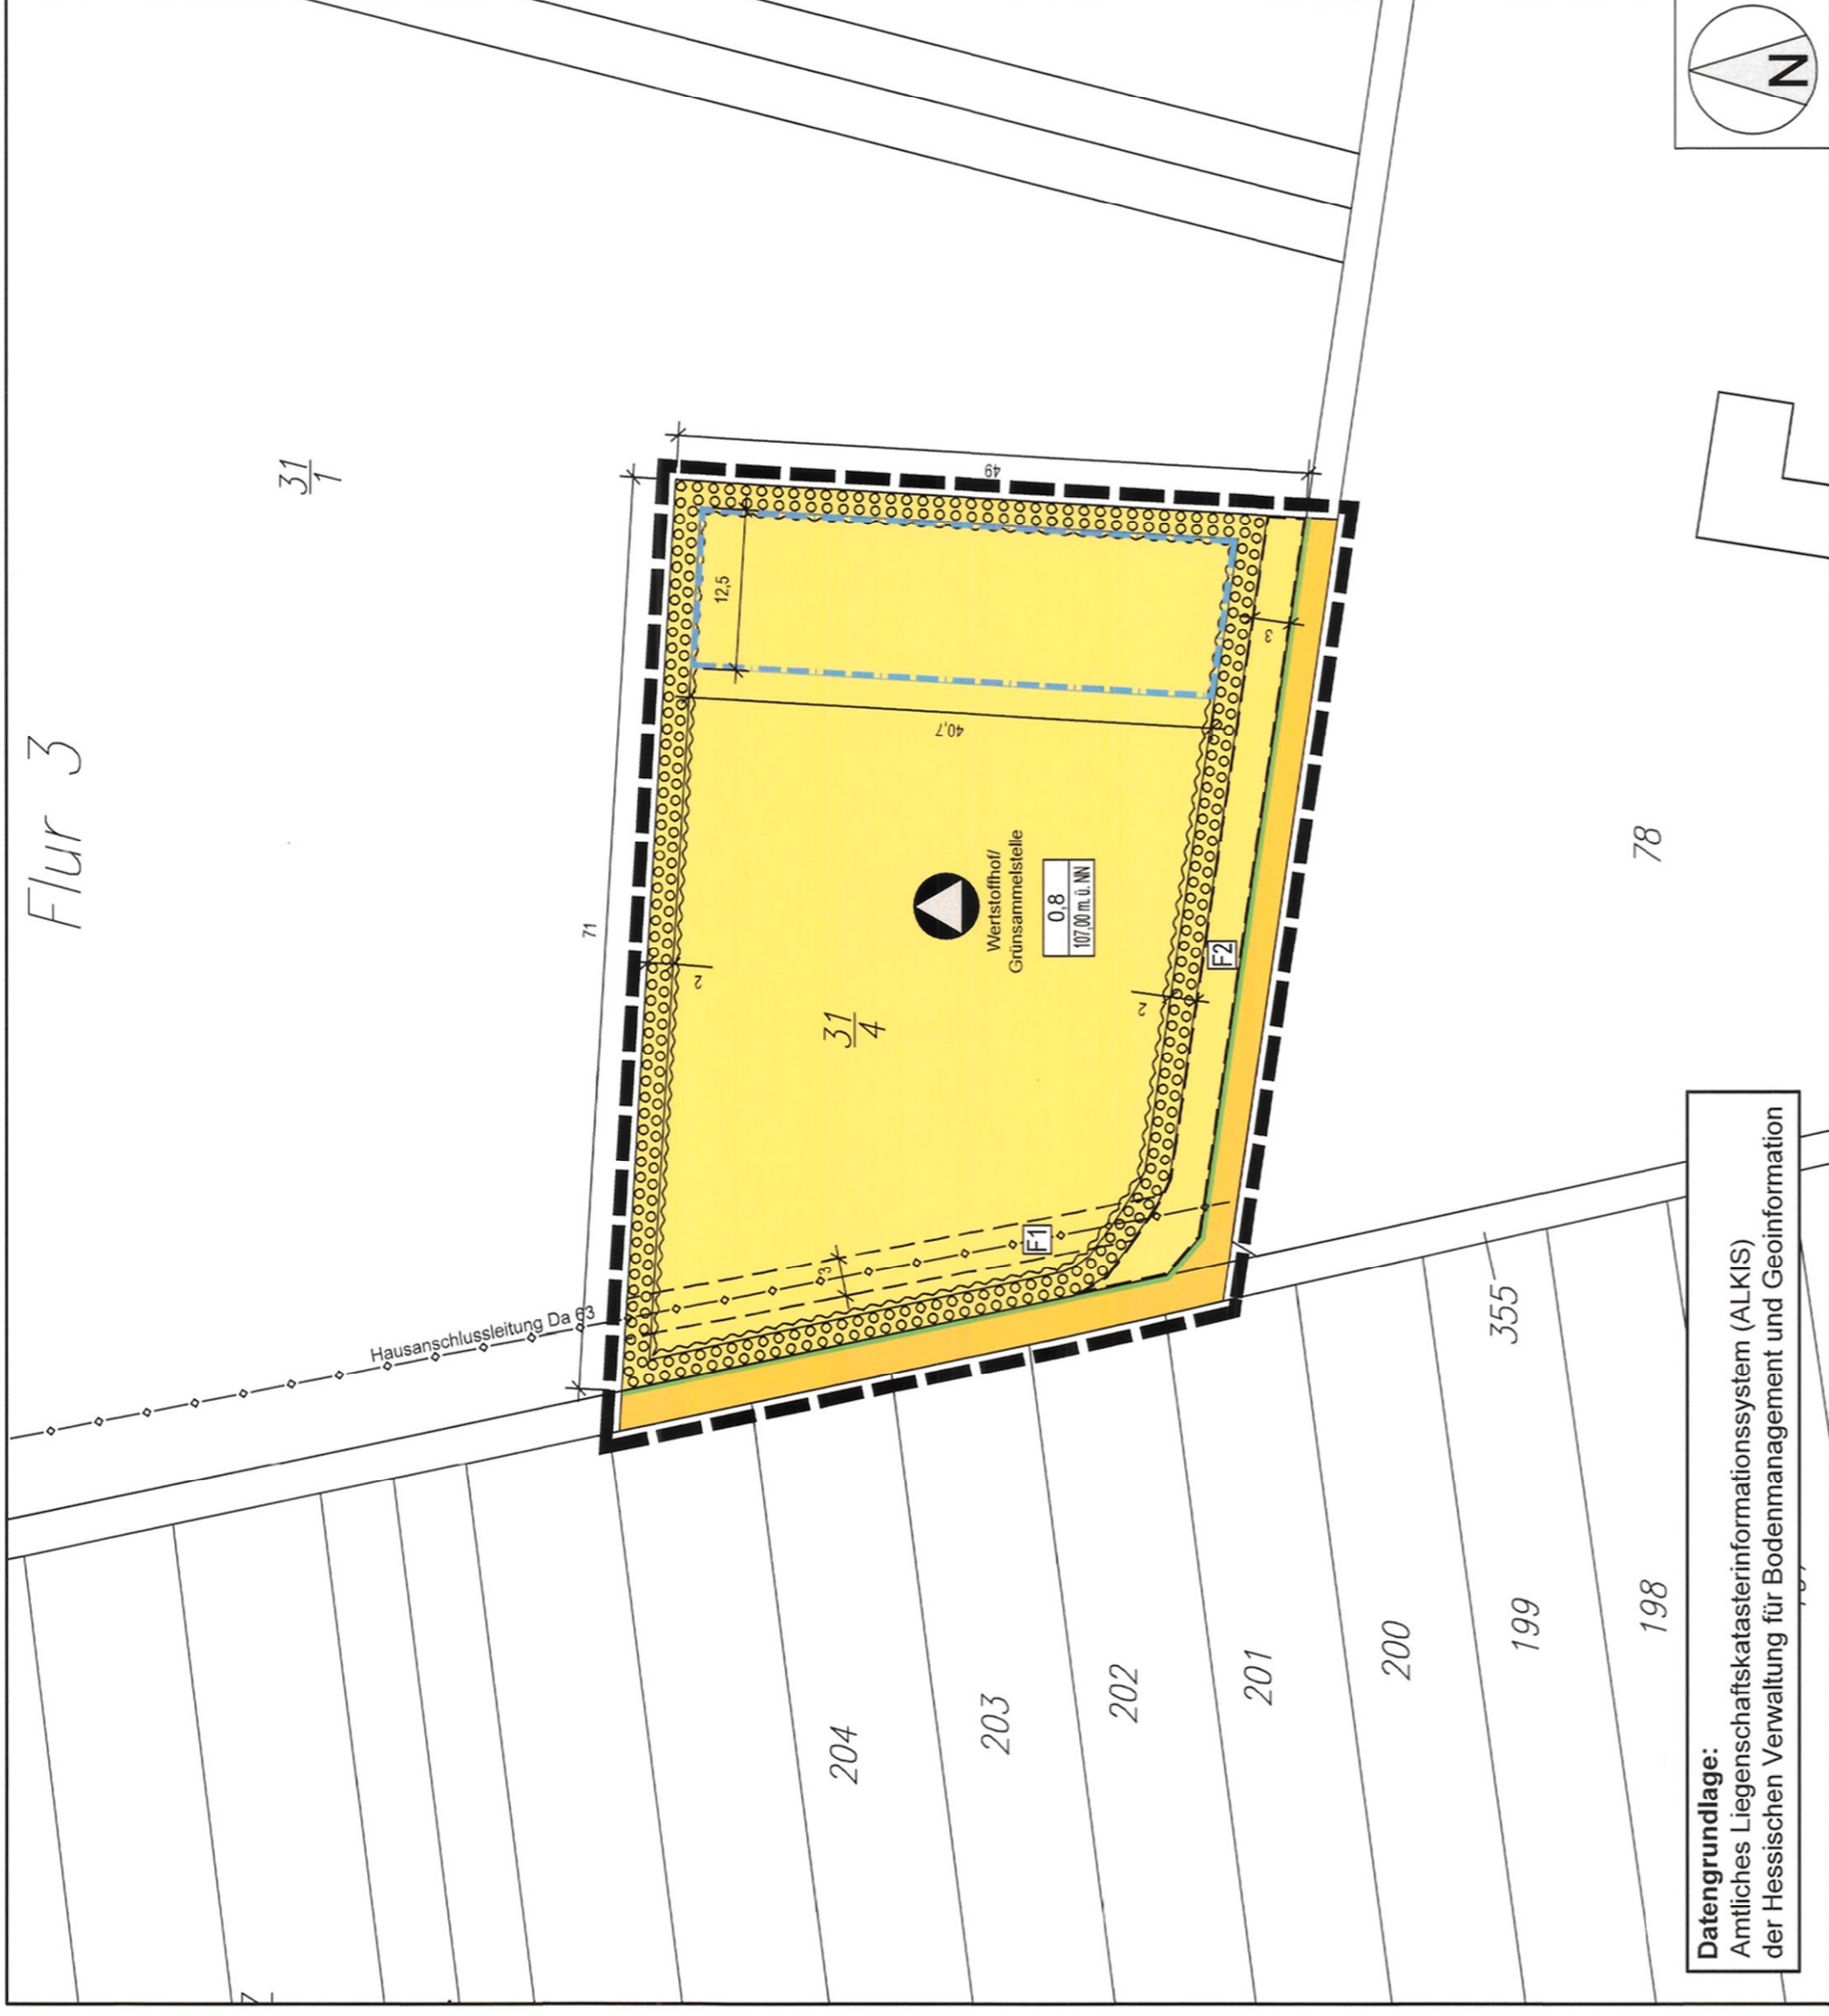 Flur 3
31
1
71
49
Hausanschlussleitung Da 63
12,5
40,7
2
3
31
4
Wertstoffhof/
Grünsammelstelle
0,8
107,00 m. ü. NN
2
3
F1
F2
78
355
204
203
202
201
200
199
198
N
Datengrundlage:
Amtliches Liegenschaftskatasterinformationssystem (ALKIS)
der Hessischen Verwaltung für Bodenmanagement und Geoinformation